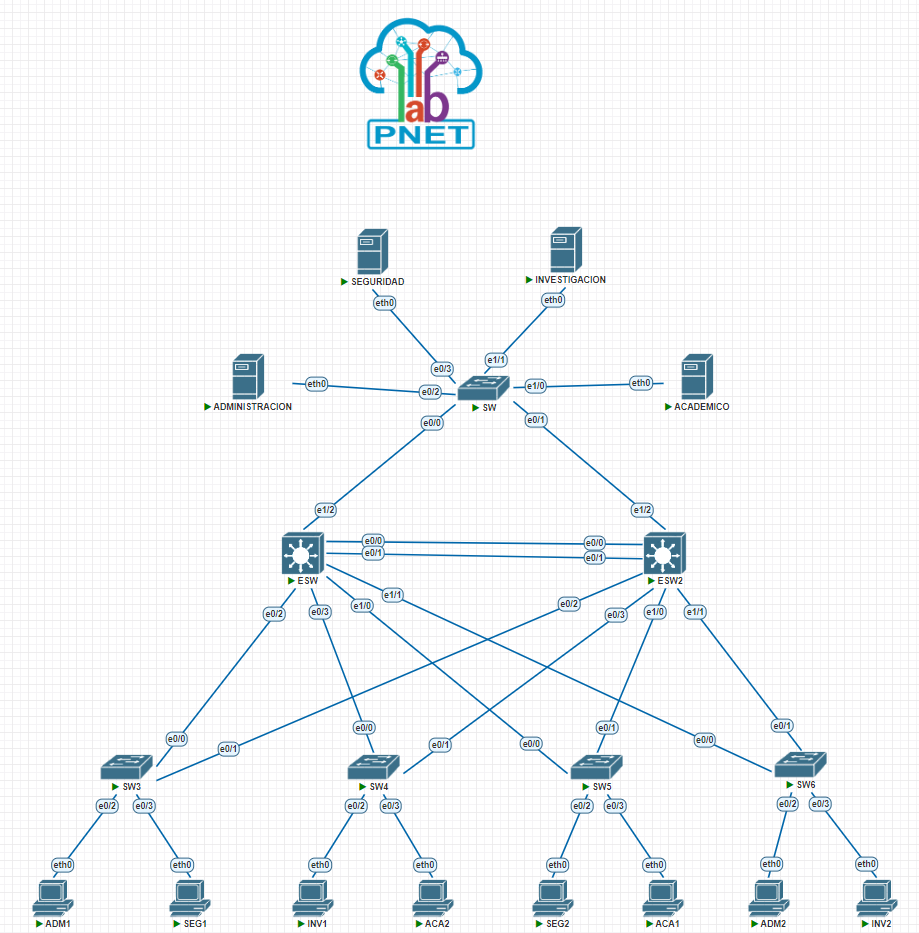 lab
PNET
SEGURIDAD
INVESTIGACION
eth0
eth0
e0/3
e1/1
eth0
e0/2
e1/0
eth0
ADMINISTRACION
SW
ACADEMICO
e0/0
e0/1
e1/2
e1/2
e0/0
e0/0
e0/1
e0/1
ESW
ESW2
e0/2
e0/3
e1/0
e1/1
e0/2
e0/3
e1/0
e1/1
e0/0
e0/1
e0/0
e0/1
e0/0
e0/1
e0/0
e0/1
SW3
SW4
SW5
SW6
e0/2
e0/3
e0/2
e0/3
e0/2
e0/3
e0/2
e0/3
eth0
eth0
eth0
eth0
eth0
eth0
eth0
eth0
ADM1
SEG1
INV1
ACA2
SEG2
ACA1
ADM2
INV2